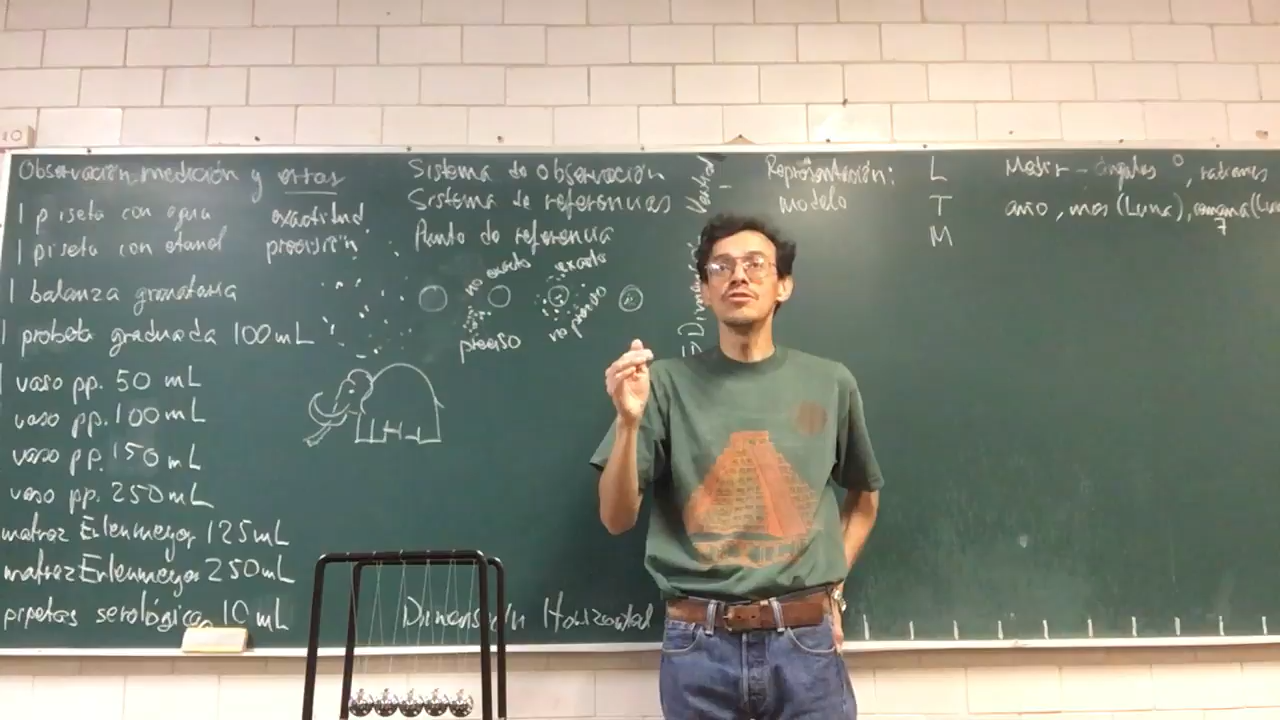 Observación, medición y errores
1 piseta con agua
exactitud
1 piseta con etanol
precisión
1 balanza granataria
1 probeta graduada 100 mL
1 vaso pp. 50 mL
vaso pp. 100 mL
vaso pp. 150 mL
vaso pp. 250 mL
matraz Erlenmeyer 125 mL
matraz Erlenmeyer 250 mL
pipetas serológica 10 mL
Sistema de observación
Sistema de referencias
Punto de referencia
no exacto
preciso
exacto
no preciso
Dimensión Horizontal
Vertical
Representación:
modelo
L
T
M
Medir - ángulos °, radianes
año, mes (Luna), semana (Luna
7